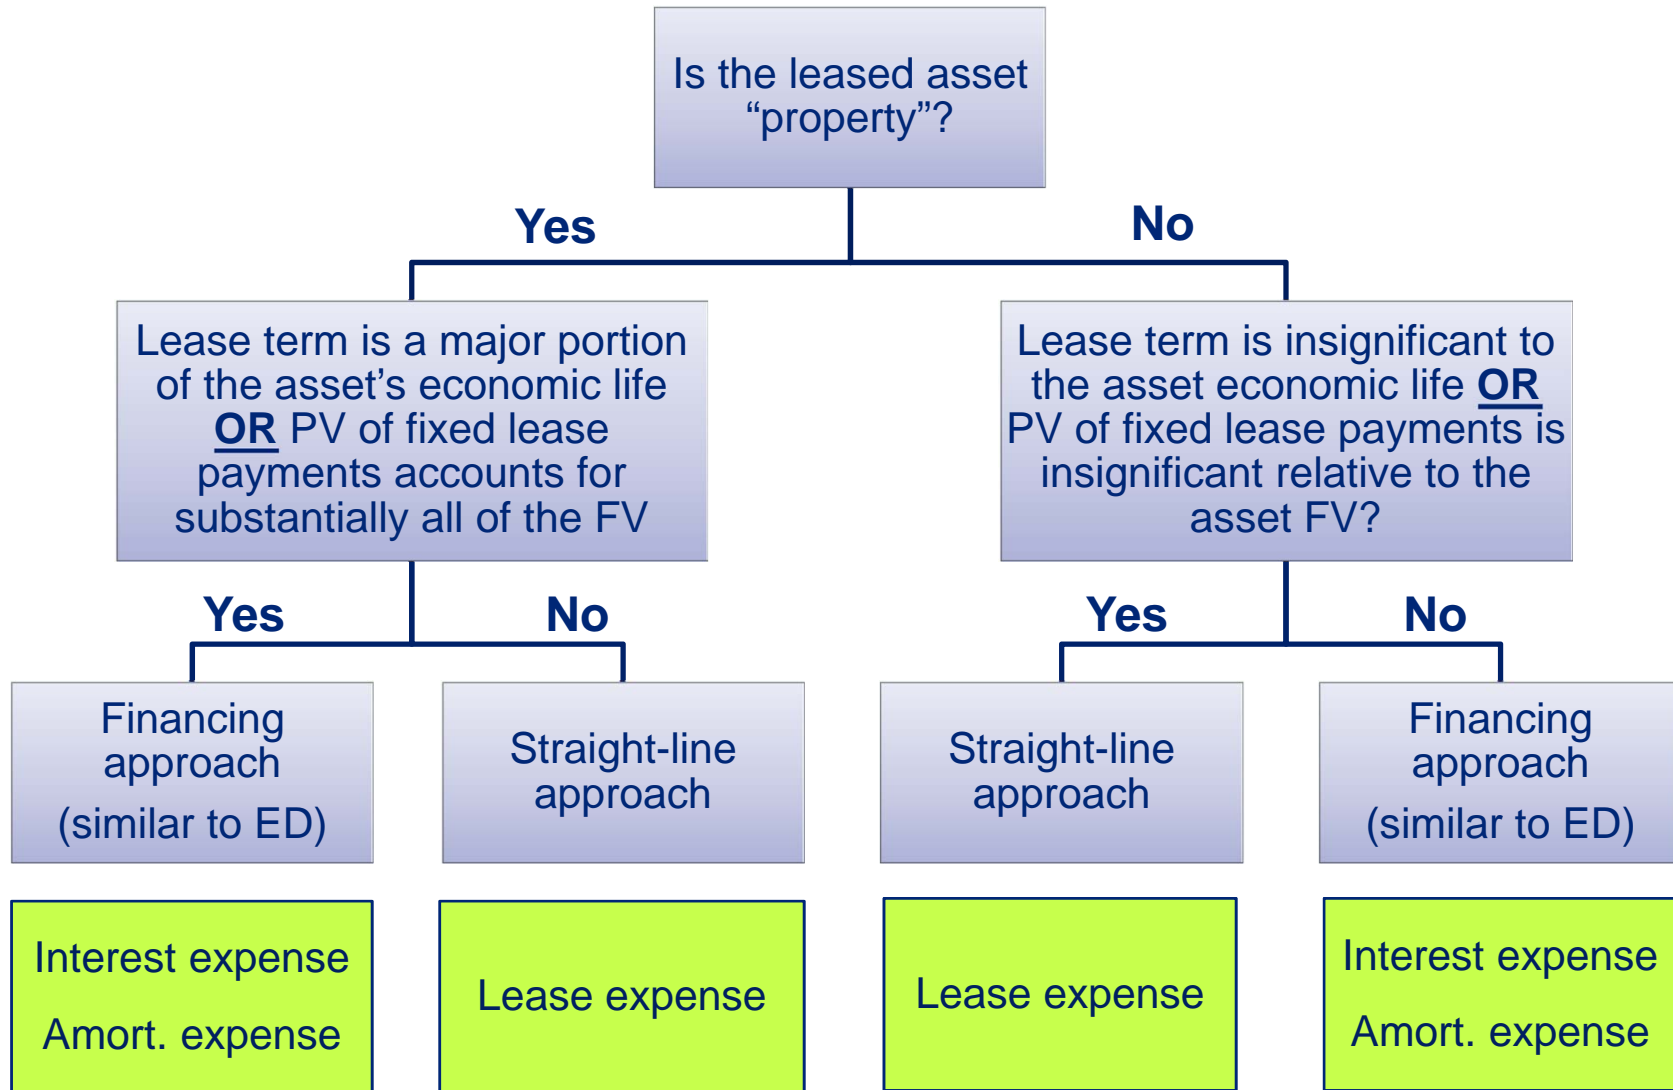 Is the leased asset
“property”?
Yes
No
Lease term is a major portion
of the asset’s economic life
OR PV of fixed lease
payments accounts for
substantially all of the FV
Lease term is insignificant to
the asset economic life OR
PV of fixed lease payments is
insignificant relative to the
asset FV?
Yes
No
Yes
No
Financing
approach
(similar to ED)
Straight-line
approach
Straight-line
approach
Financing
approach
(similar to ED)
Interest expense
Amort. expense
Lease expense
Lease expense
Interest expense
Amort. expense